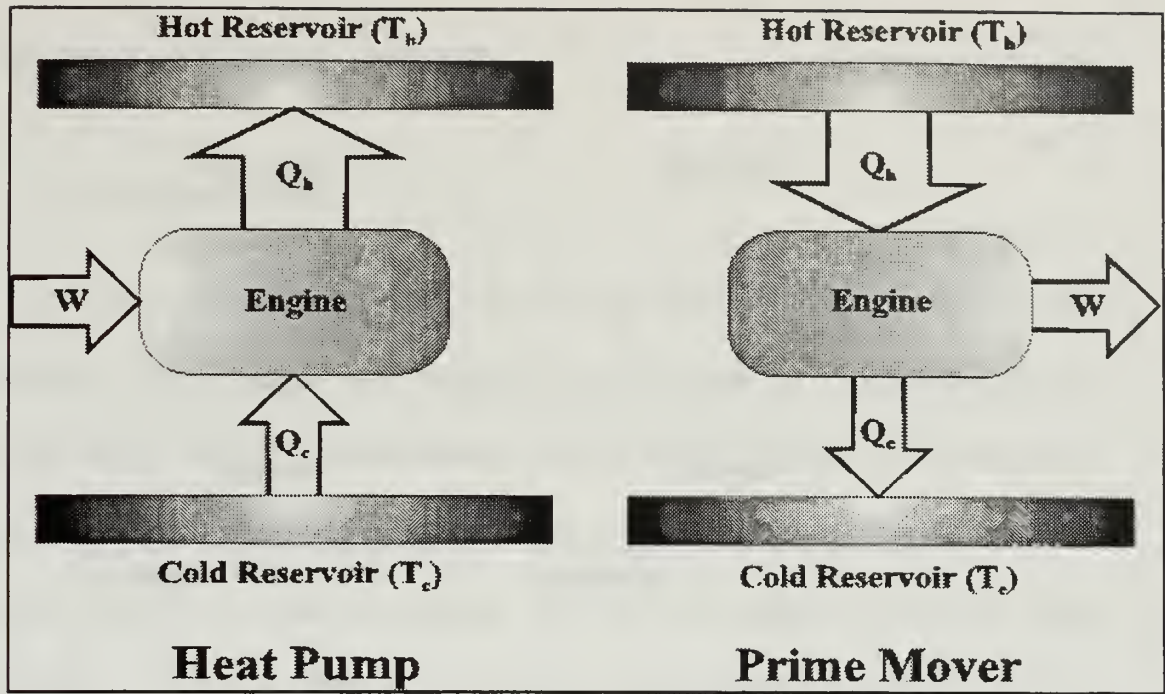 Hot Reservoir (Th)
Qh
W
Engine
Qc
Cold Reservoir (Tc)
Heat Pump
Hot Reservoir (Th)
Qh
Engine
W
Qc
Cold Reservoir (Tc)
Prime Mover